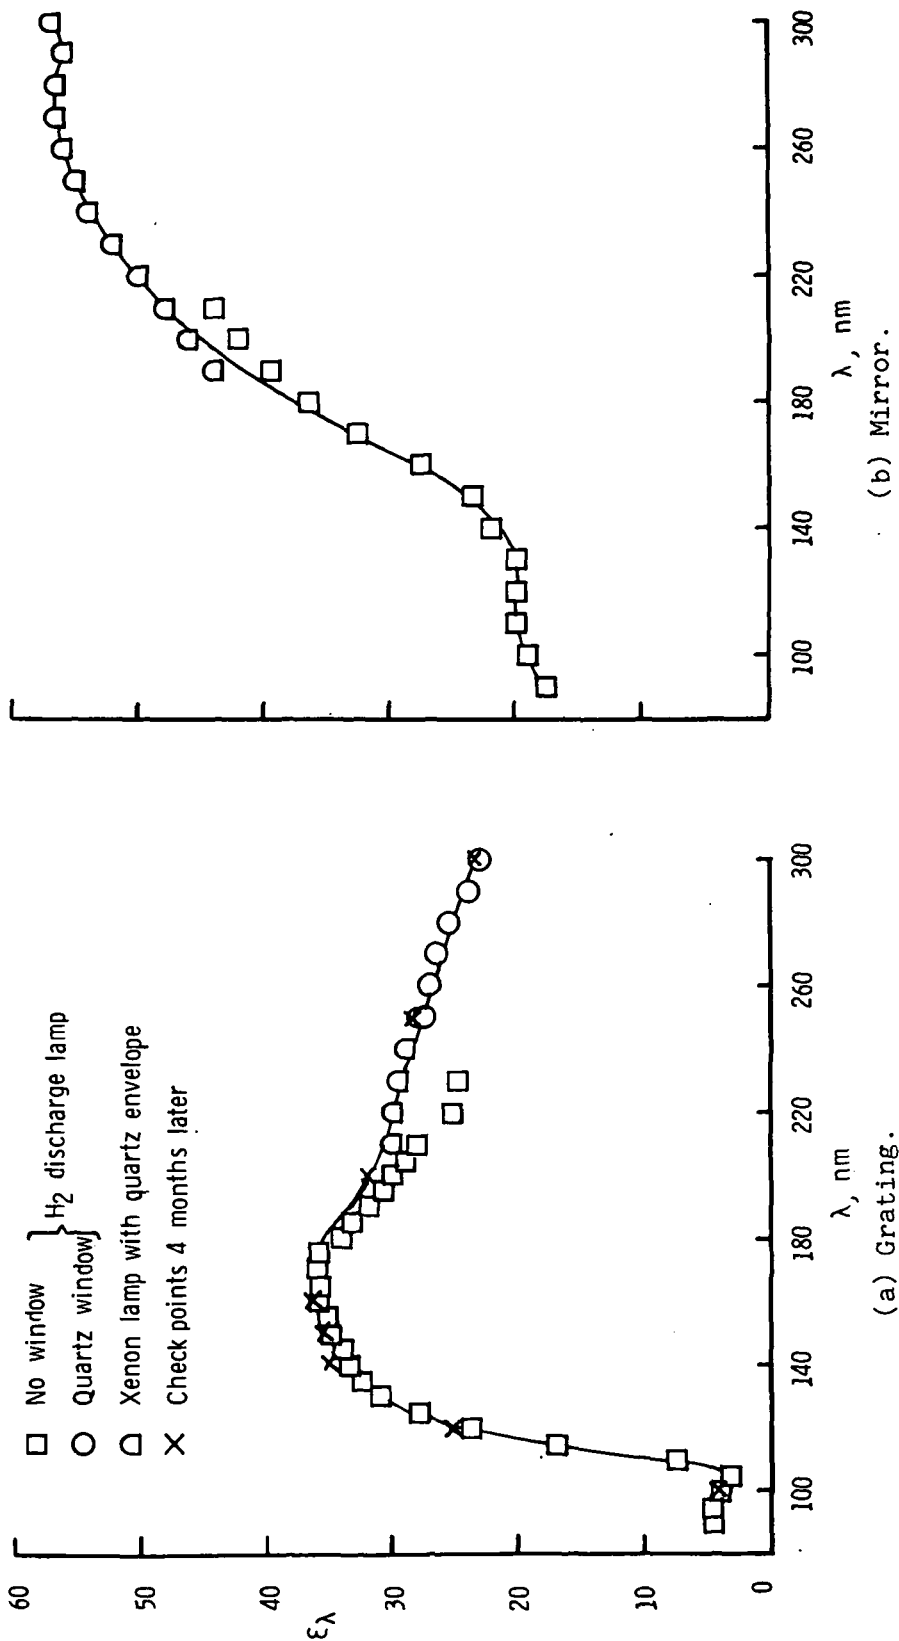 □ No window
○ Quartz window
} H2 discharge lamp
Xenon lamp with quartz envelope
× Check points 4 months later
60
50
40
30
20
10
0
ελ
100
140
180
220
260
300
λ, nm
(a) Grating.
100
140
180
220
260
300
λ, nm
(b) Mirror.